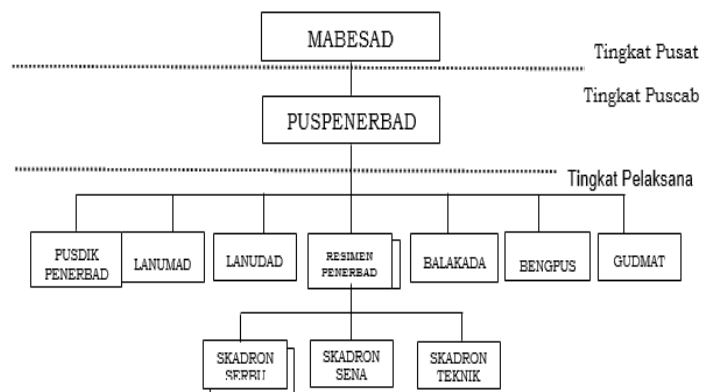 MABESAD
Tingkat Pusat
Tingkat Puscab
PUSPENERBAD
Tingkat Pelaksana
PUSDIK
PENERBAD
LANUMAD
LANUDAD
RESIMEN
PENERBAD
BALAKADA
BENGPUS
GUDMAT
SKADRON
SERBU
SKADRON
SENA
SKADRON
TEKNIK